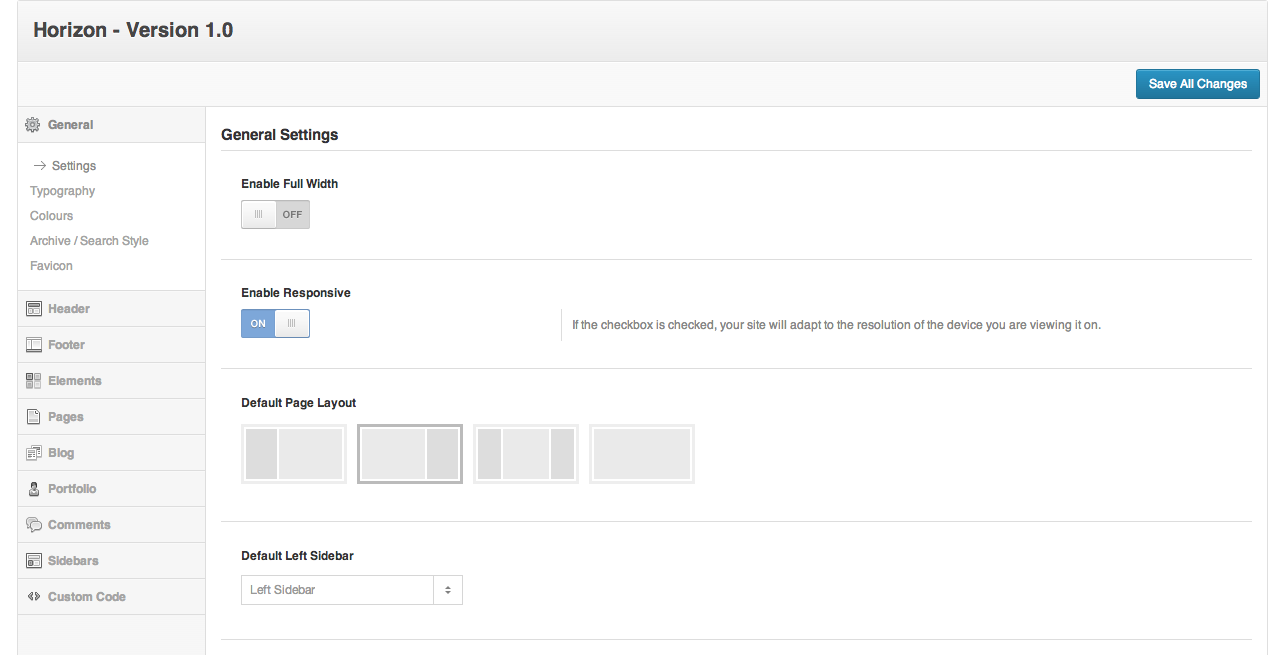 Horizon - Version 1.0
Save All Changes
General
Settings
Typography
Colours
Archive / Search Style
Favicon
Header
Footer
Elements
Pages
Blog
Portfolio
Comments
Sidebars
Custom Code
General Settings
Enable Full Width
OFF
Enable Responsive
ON
If the checkbox is checked, your site will adapt to the resolution of the device you are viewing it on.
Default Page Layout
Default Left Sidebar
Left Sidebar